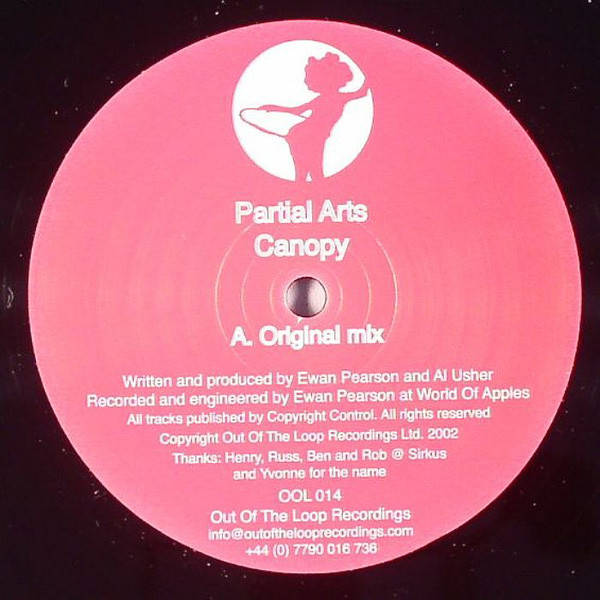 Partial Arts
Canopy
A. Original mix
Written and produced by Ewan Pearson and Al Usher
Recorded and engineered by Ewan Pearson at World Of Apples
All tracks published by Copyright Control. All rights reserved
Copyright Out Of The Loop Recordings Ltd. 2002
Thanks: Henry, Russ, Ben and Rob @ Sirkus
and Yvonne for the name
OOL 014
Out Of The Loop Recordings
info@outofthelooprecordings.com
+44 (0) 7790 016 736